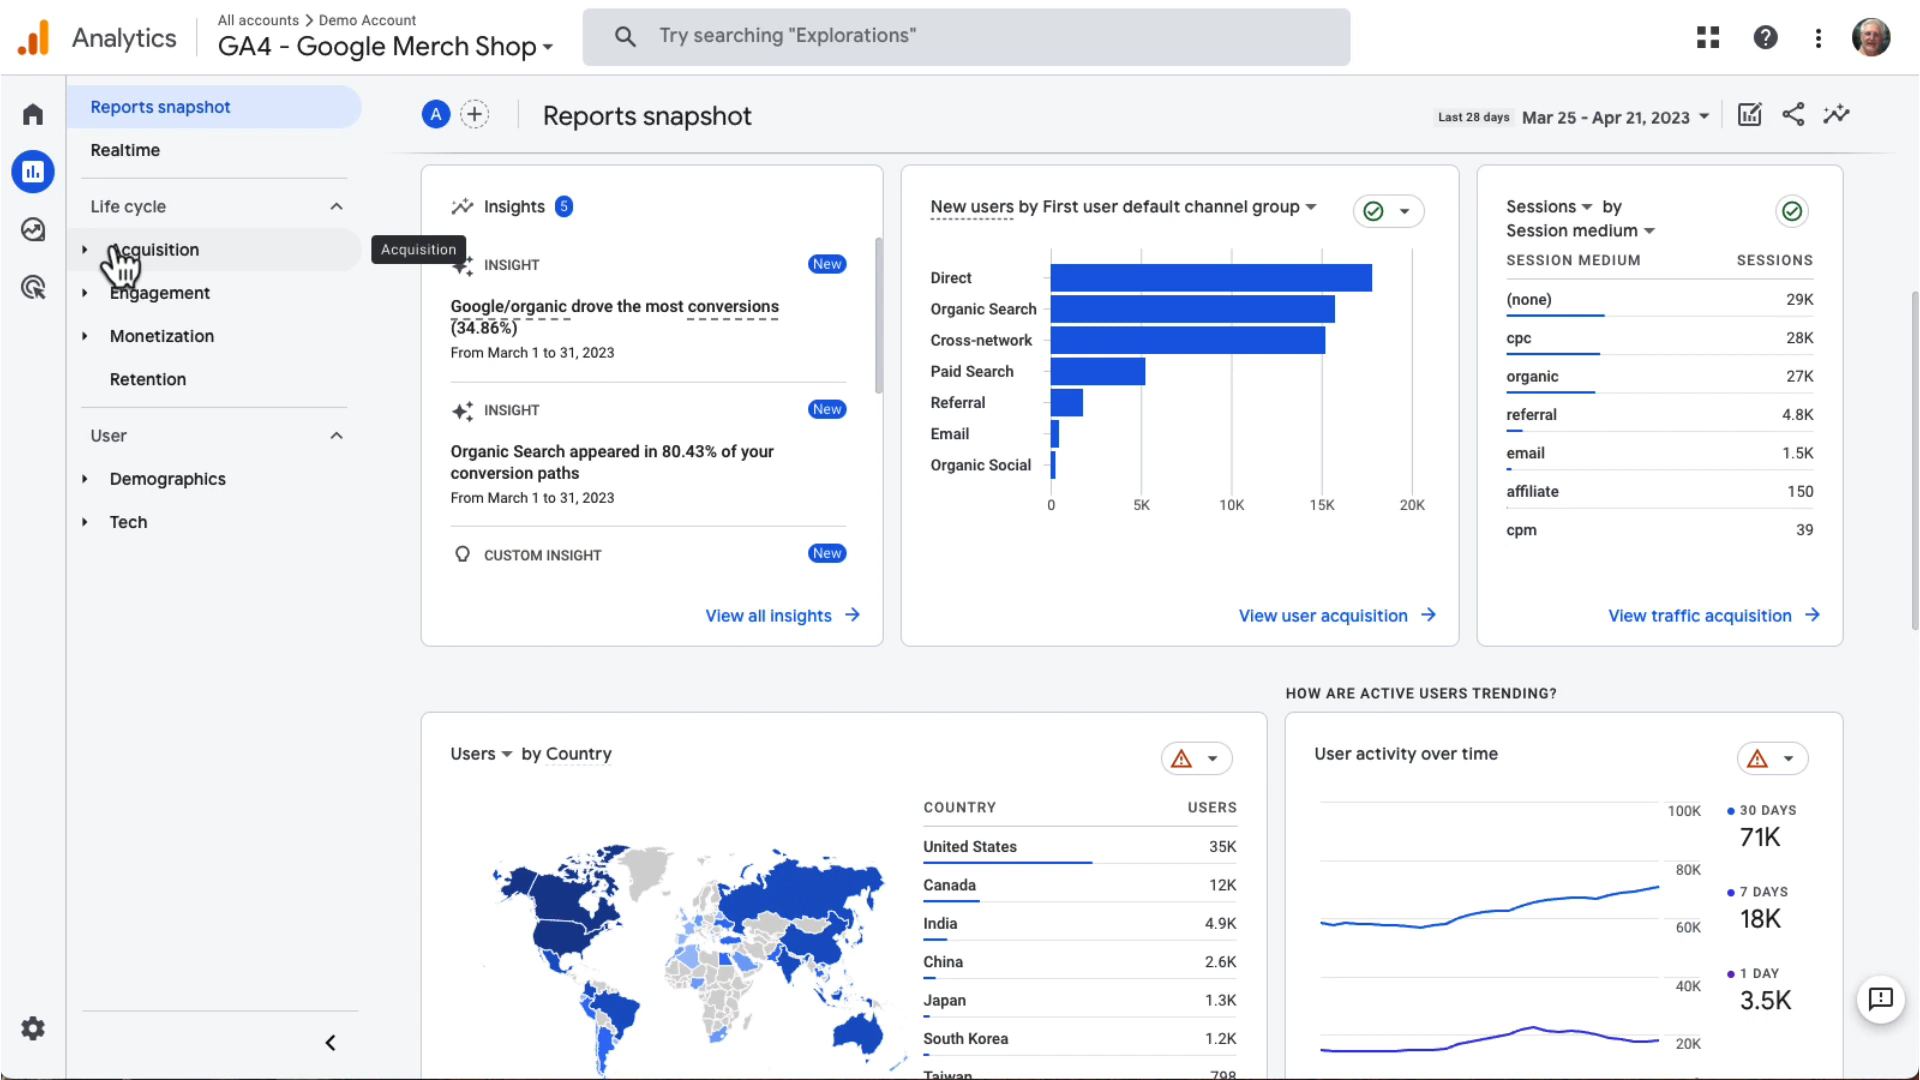 Analytics
All accounts > Demo Account
GA4 - Google Merch Shop
Try searching "Explorations"
Reports snapshot
Realtime
Life cycle
Acquisition
Engagement
Monetization
Retention
User
Demographics
Tech
Acquisition
A
Reports snapshot
Last 28 days Mar 25 - Apr 21, 2023
Insights 5
INSIGHT New
Google/organic drove the most conversions
(34.86%)
From March 1 to 31, 2023
INSIGHT New
Organic Search appeared in 80.43% of your
conversion paths
From March 1 to 31, 2023
CUSTOM INSIGHT New
View all insights
New users by First user default channel group
Direct
Organic Search
Cross-network
Paid Search
Referral
Email
Organic Social
0 5K 10K 15K 20K
View user acquisition
Sessions by
Session medium
SESSION MEDIUM SESSIONS
(none) 29K
cpc 28K
organic 27K
referral 4.8K
email 1.5K
affiliate 150
cpm 39
View traffic acquisition
Users by Country
COUNTRY USERS
United States 35K
Canada 12K
India 4.9K
China 2.6K
Japan 1.3K
South Korea 1.2K
Taiwan 798
HOW ARE ACTIVE USERS TRENDING?
User activity over time
100K
80K
60K
40K
20K
30 DAYS
71K
7 DAYS
18K
1 DAY
3.5K